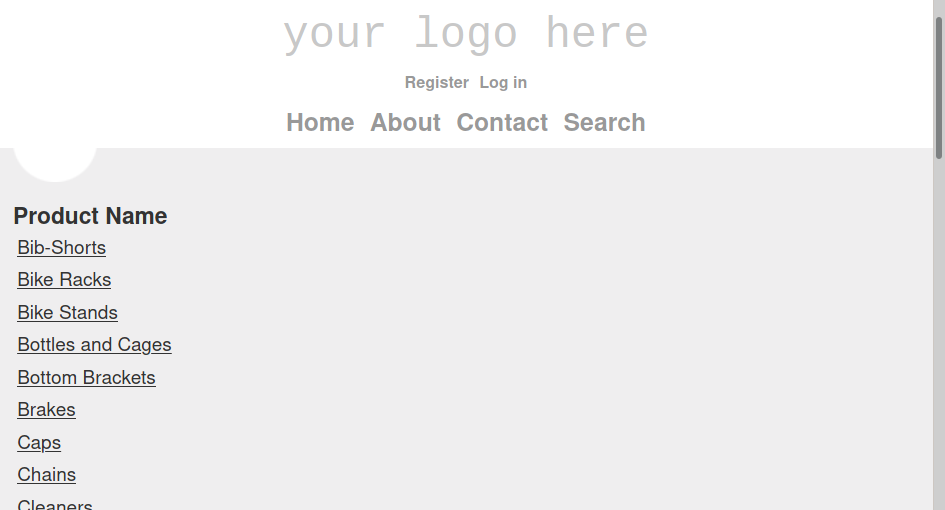 your logo here
Register Log in
Home About Contact Search
Product Name
Bib-Shorts
Bike Racks
Bike Stands
Bottles and Cages
Bottom Brackets
Brakes
Caps
Chains
Cleaners